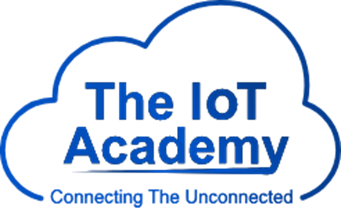 The IoT
Academy
Connecting The Unconnected